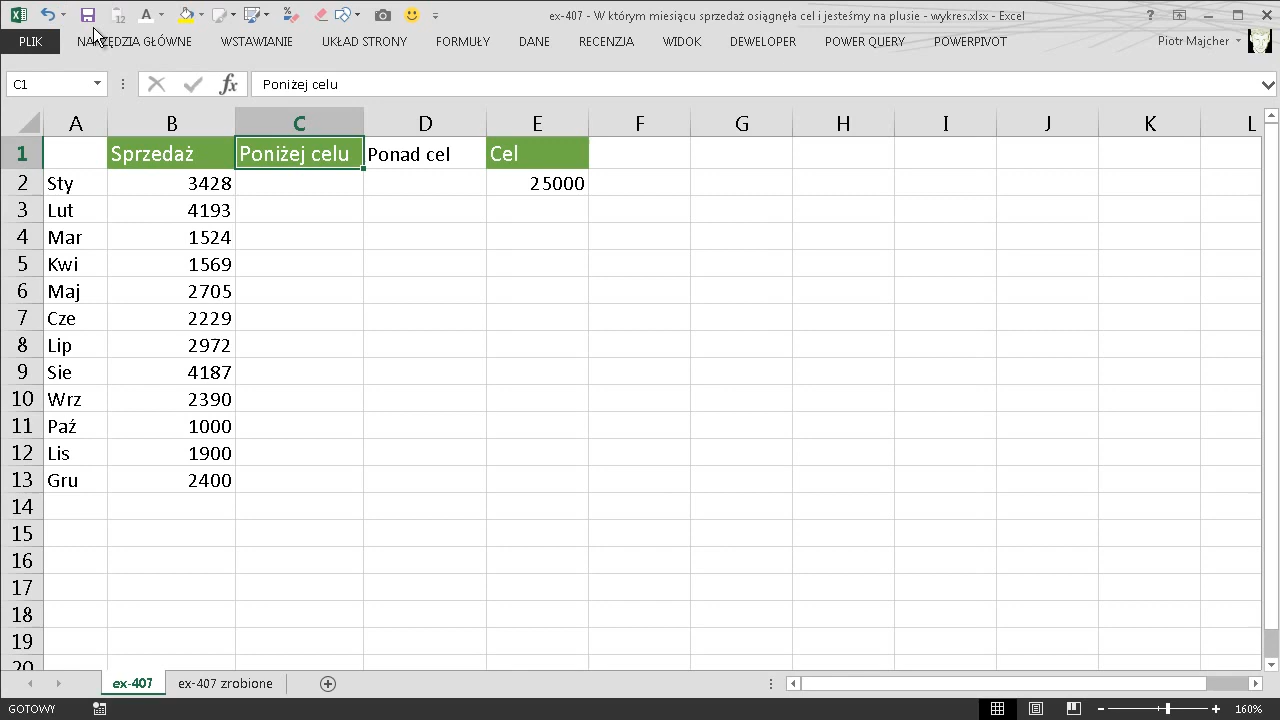 ex-407 - W którym miesiącu sprzedaż osiągnęła cel i jesteśmy na plusie - wykres.xlsx - Excel
PLIK NARZĘDZIA GŁÓWNE WSTAWIANIE UKŁAD STRONY FORMUŁY DANE RECENZJA WIDOK DEWELOPER POWER QUERY POWERPIVOT Piotr Majcher
C1 fx Poniżej celu
A B C D E F G H I J K L
1 Sprzedaż Poniżej celu Ponad cel Cel
2 Sty 3428 25000
3 Lut 4193
4 Mar 1524
5 Kwi 1569
6 Maj 2705
7 Cze 2229
8 Lip 2972
9 Sie 4187
10 Wrz 2390
11 Paź 1000
12 Lis 1900
13 Gru 2400
14
15
16
17
18
19
20
ex-407 ex-407 zrobione
GOTOWY 160%